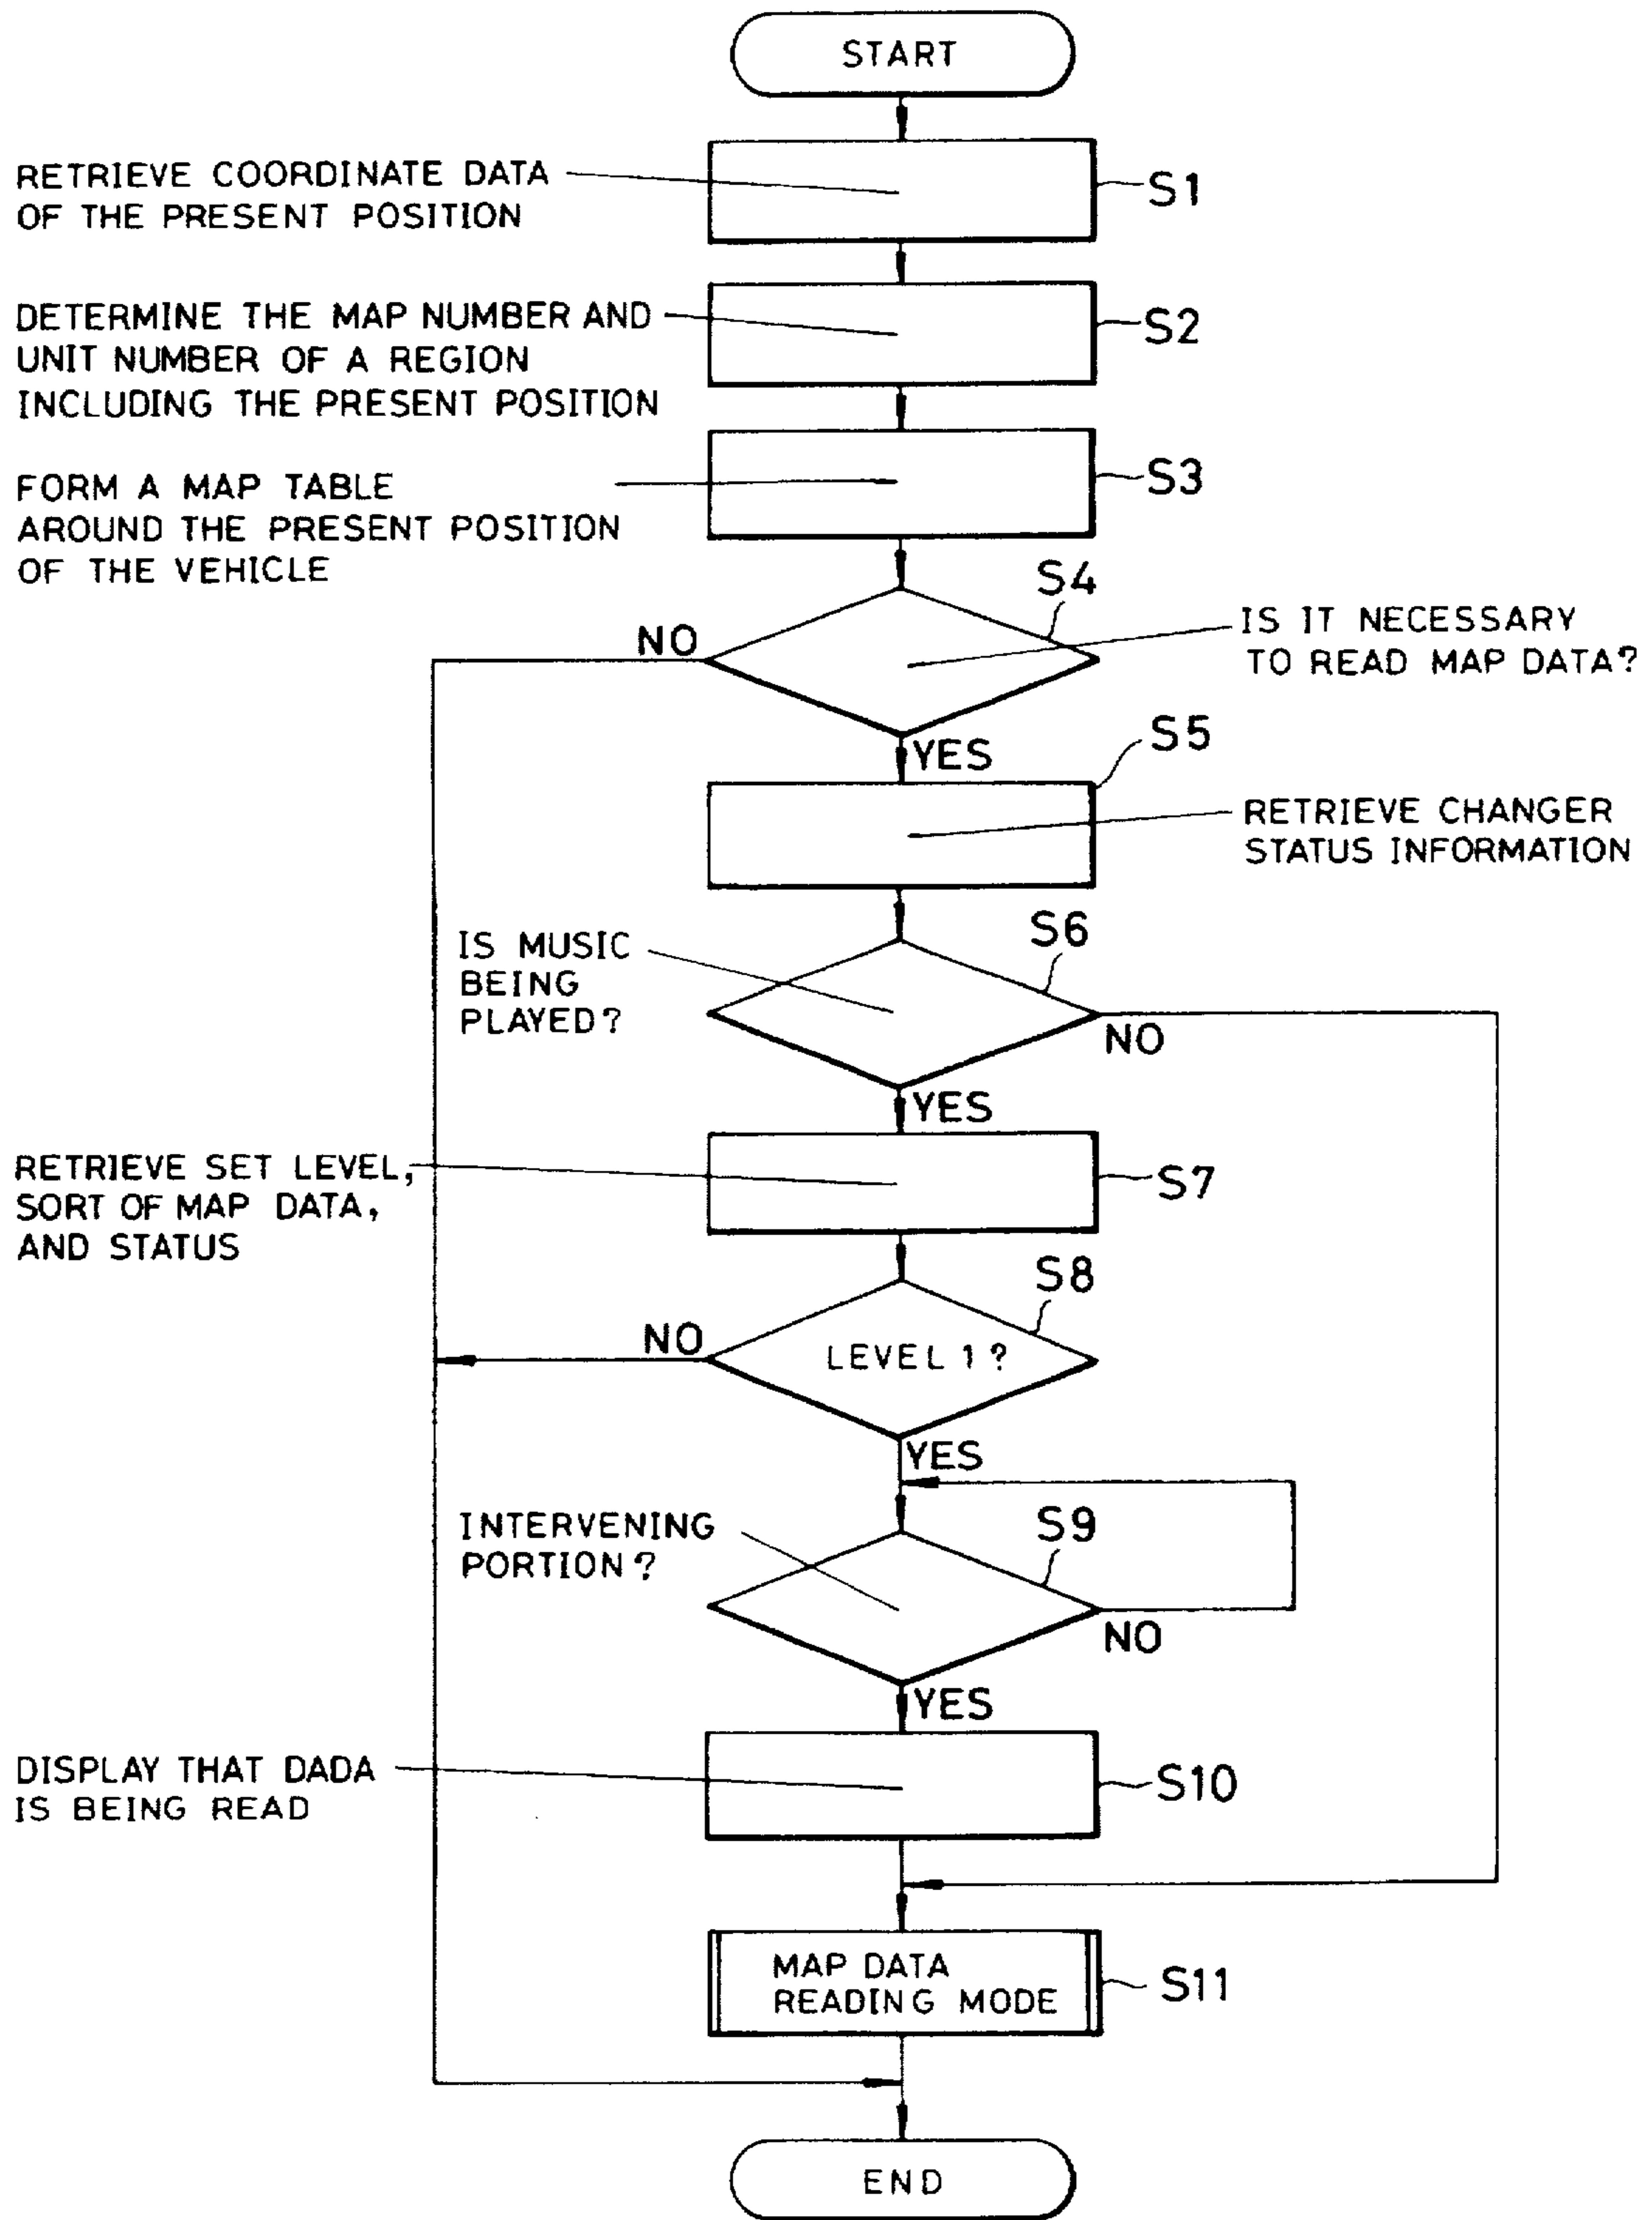 START
RETRIEVE COORDINATE DATA
OF THE PRESENT POSITION
S1
DETERMINE THE MAP NUMBER AND
UNIT NUMBER OF A REGION
INCLUDING THE PRESENT POSITION
S2
FORM A MAP TABLE
AROUND THE PRESENT POSITION
OF THE VEHICLE
S3
S4
NO
IS IT NECESSARY
TO READ MAP DATA?
YES
S5
RETRIEVE CHANGER
STATUS INFORMATION
S6
IS MUSIC
BEING
PLAYED?
NO
YES
RETRIEVE SET LEVEL,
SORT OF MAP DATA,
AND STATUS
S7
S8
NO
LEVEL 1?
YES
INTERVENING
PORTION?
S9
NO
YES
DISPLAY THAT DADA
IS BEING READ
S10
MAP DATA
READING MODE
S11
END